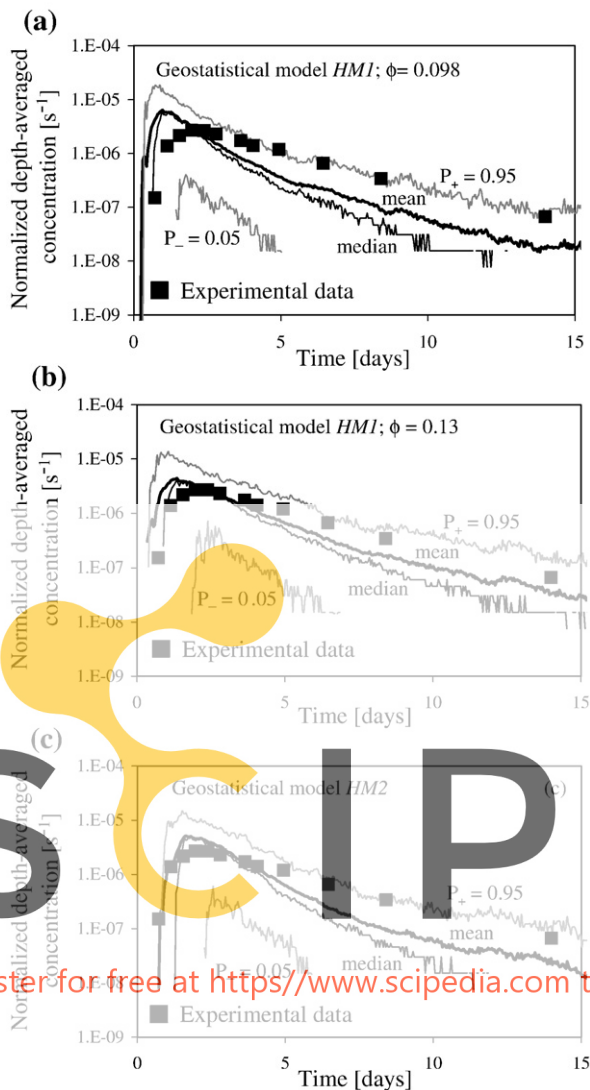 (a)
1.E-04
1.E-05
1.E-06
1.E-07
1.E-08
1.E-09
Normalized depth-averaged
concentration [s⁻¹]
Geostatistical model HM1; ϕ= 0.098
P₊ = 0.95
mean
P₋ = 0.05
median
Experimental data
0 5 10 15
Time [days]
(b)
1.E-04
1.E-05
1.E-06
1.E-07
1.E-08
1.E-09
Normalized depth-averaged
concentration [s⁻¹]
Geostatistical model HM1; ϕ = 0.13
P₊ = 0.95
mean
median
P₋ = 0.05
Experimental data
0 5 10 15
Time [days]
(c)
1.E-04
1.E-05
1.E-06
1.E-07
1.E-08
1.E-09
Normalized depth-averaged
concentration [s⁻¹]
Geostatistical model HM2
(c)
P₊ = 0.95
mean
median
P₋ = 0.05
Experimental data
0 5 10 15
Time [days]
SCIP
ster for free at https//www.scipedia.com t